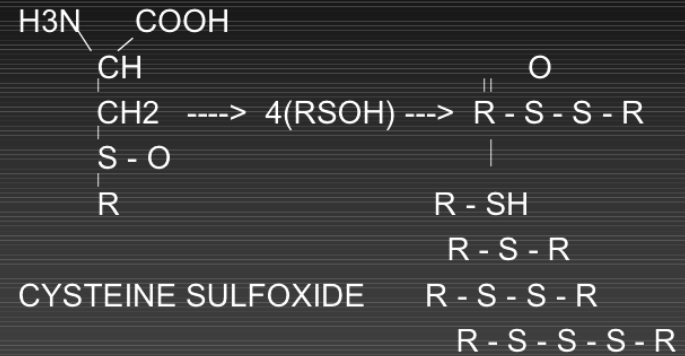 H3N COOH
CH O
CH2 ----> 4(RSOH) ---> R - S - S - R
S - O
R R - SH
R - S - R
CYSTEINE SULFOXIDE R - S - S - R
R - S - S - S - R